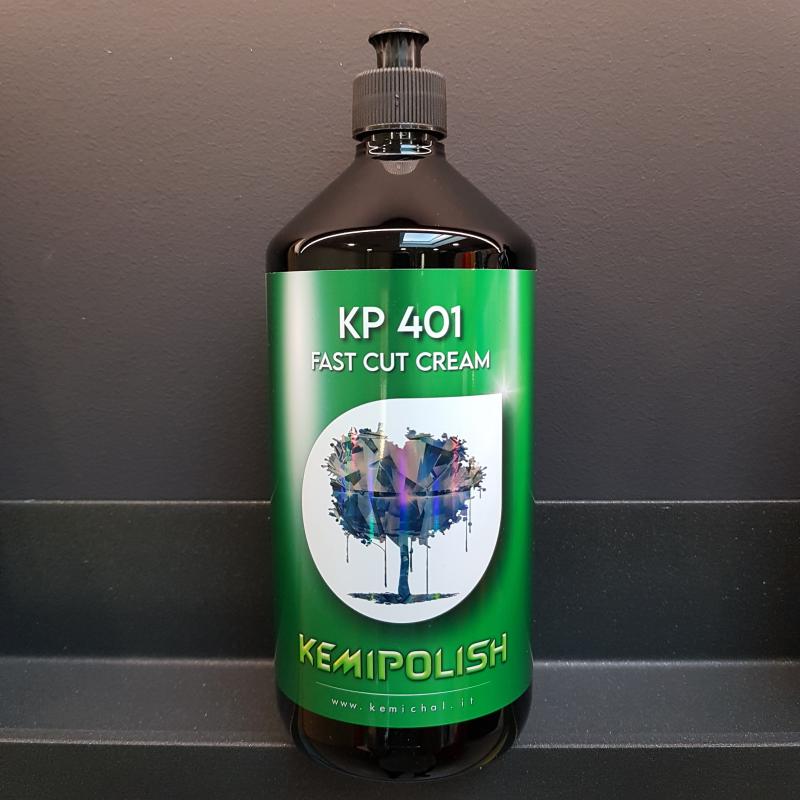 KP 401
FAST CUT CREAM
KEMIPOLISH
www.kemichal.it